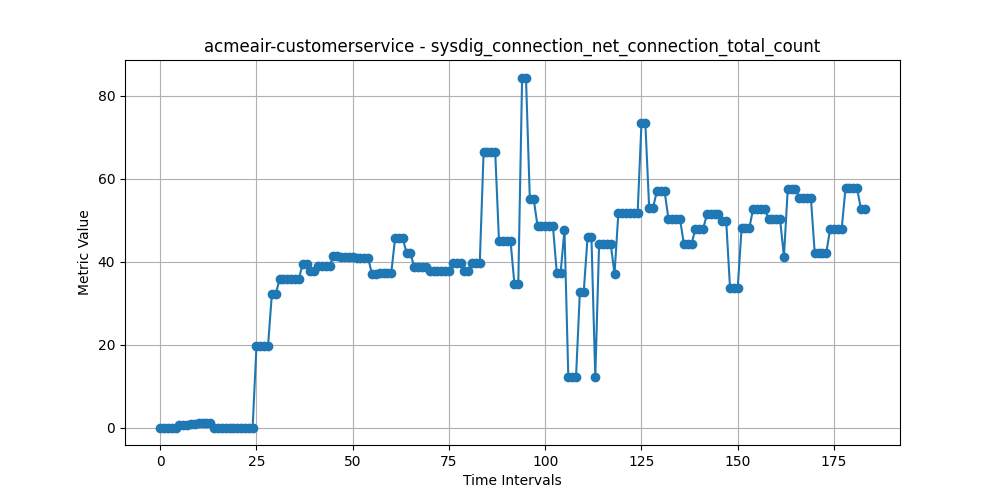 acmeair-customerservice - sysdig_connection_net_connection_total_count
80
60
40
20
0
Metric Value
0 25 50 75 100 125 150 175
Time Intervals